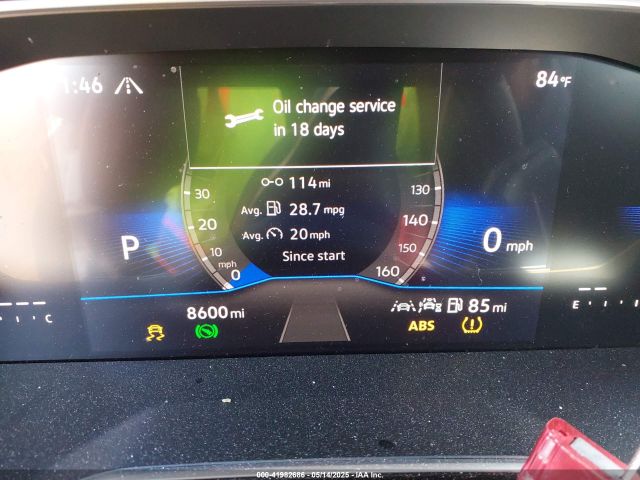 :46
84 °F
Oil change service
in 18 days
114 mi
Avg. 28.7 mpg
Avg. 20 mph
Since start
30
20
10
mph
0
130
140
150
160
P
0 mph
C
E
8600 mi
85 mi
ABS
000-41982686 - 05/14/2025 - IAA Inc.